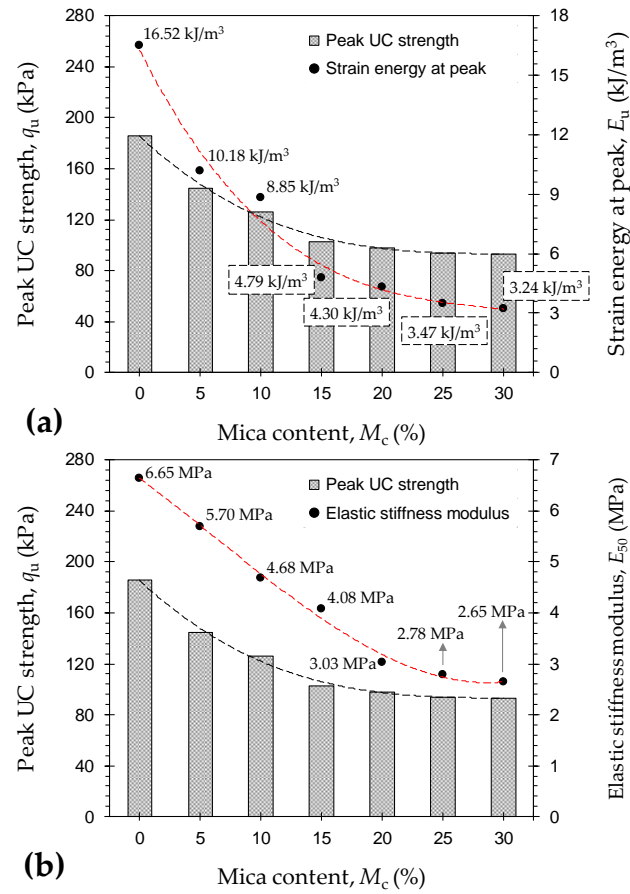 280
240
200
160
120
80
40
0
Peak UC strength, qu (kPa)
18
15
12
9
6
3
0
Strain energy at peak, Eu (kJ/m³)
Peak UC strength
Strain energy at peak
16.52 kJ/m³
10.18 kJ/m³
8.85 kJ/m³
4.79 kJ/m³
4.30 kJ/m³
3.47 kJ/m³
3.24 kJ/m³
0 5 10 15 20 25 30
Mica content, Mc (%)
(a)
280
240
200
160
120
80
40
0
Peak UC strength, qu (kPa)
7
6
5
4
3
2
1
0
Elastic stiffness modulus, E50 (MPa)
Peak UC strength
Elastic stiffness modulus
6.65 MPa
5.70 MPa
4.68 MPa
4.08 MPa
3.03 MPa
2.78 MPa
2.65 MPa
0 5 10 15 20 25 30
Mica content, Mc (%)
(b)